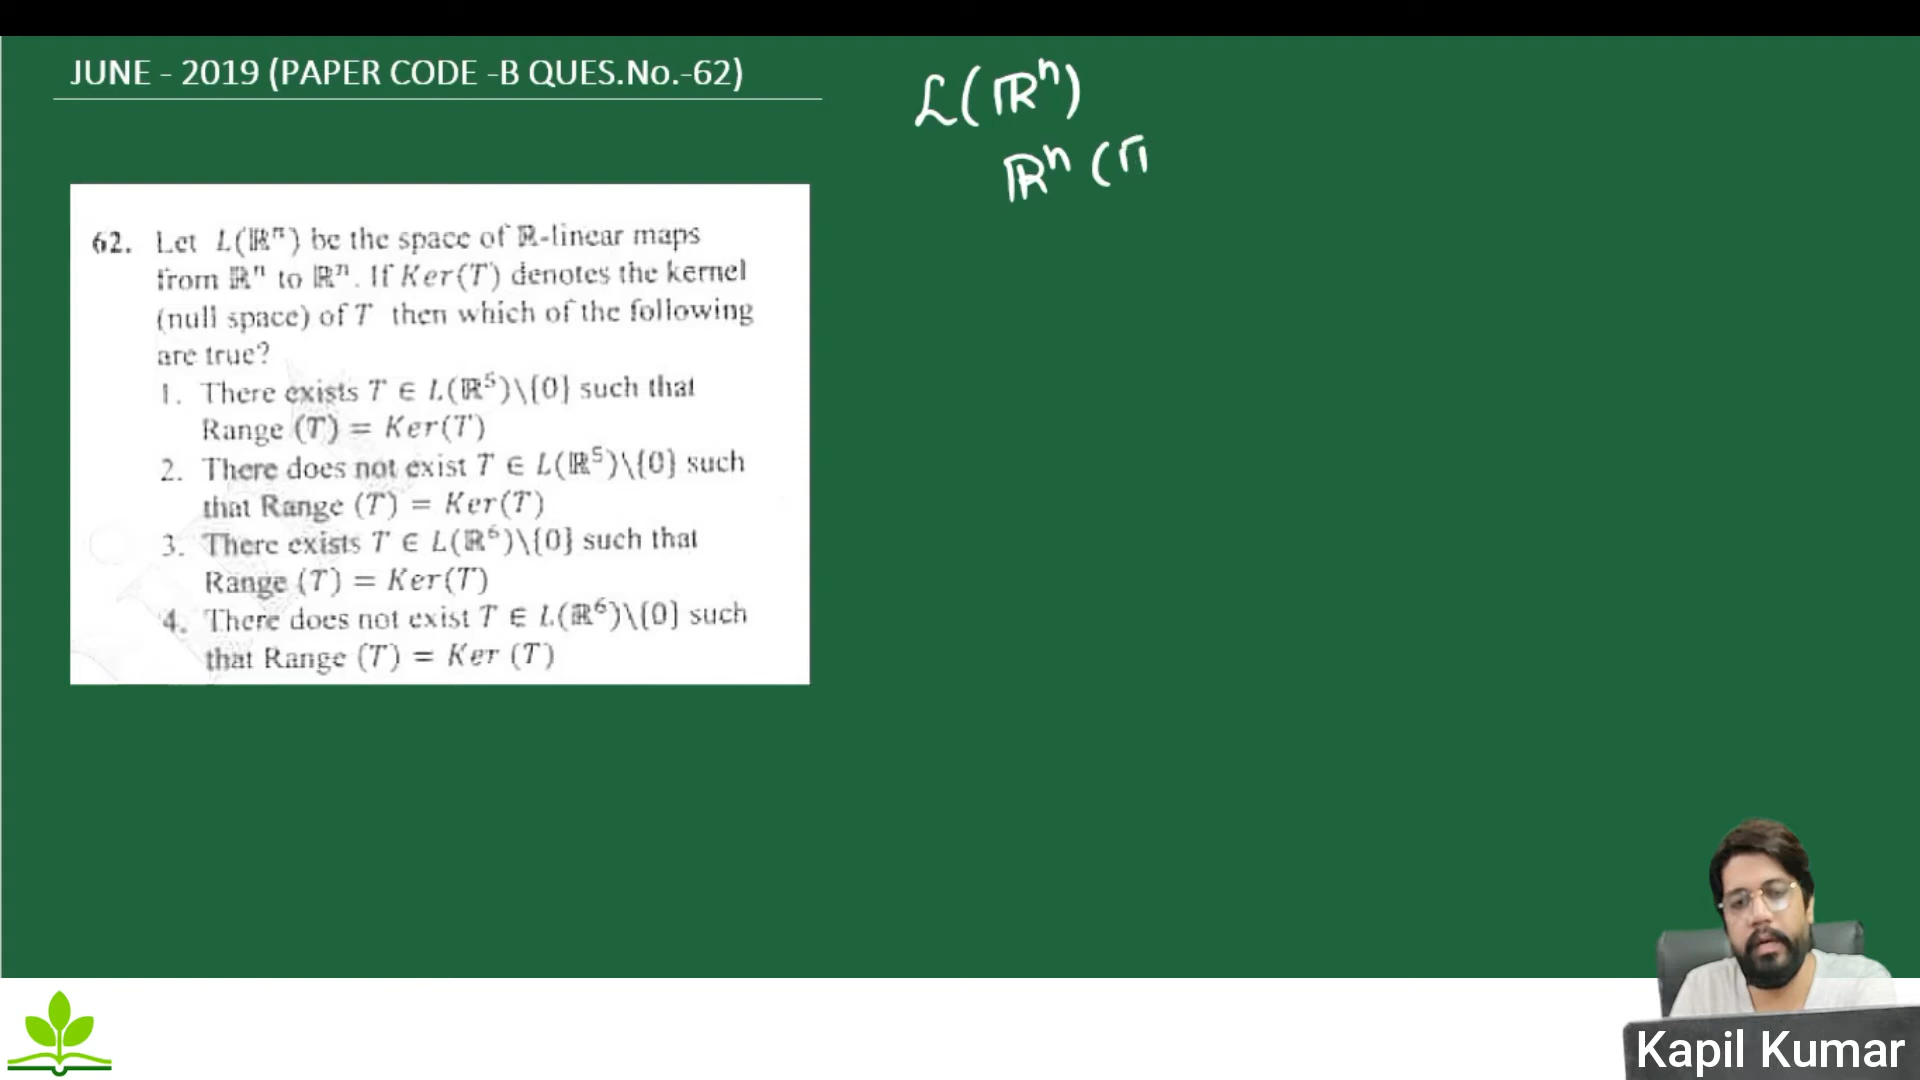 JUNE - 2019 (PAPER CODE -B QUES.No.-62)
ℒ(ℝⁿ)
ℝⁿ (
62. Let L(ℝⁿ) be the space of ℝ-linear maps
from ℝⁿ to ℝⁿ. If Ker(T) denotes the kernel
(null space) of T then which of the following
are true?
1. There exists T ∈ L(ℝ⁵)\{0} such that
Range (T) = Ker(T)
2. There does not exist T ∈ L(ℝ⁵)\{0} such
that Range (T) = Ker(T)
3. There exists T ∈ L(ℝ⁶)\{0} such that
Range (T) = Ker(T)
4. There does not exist T ∈ L(ℝ⁶)\{0} such
that Range (T) = Ker (T)
Kapil Kumar